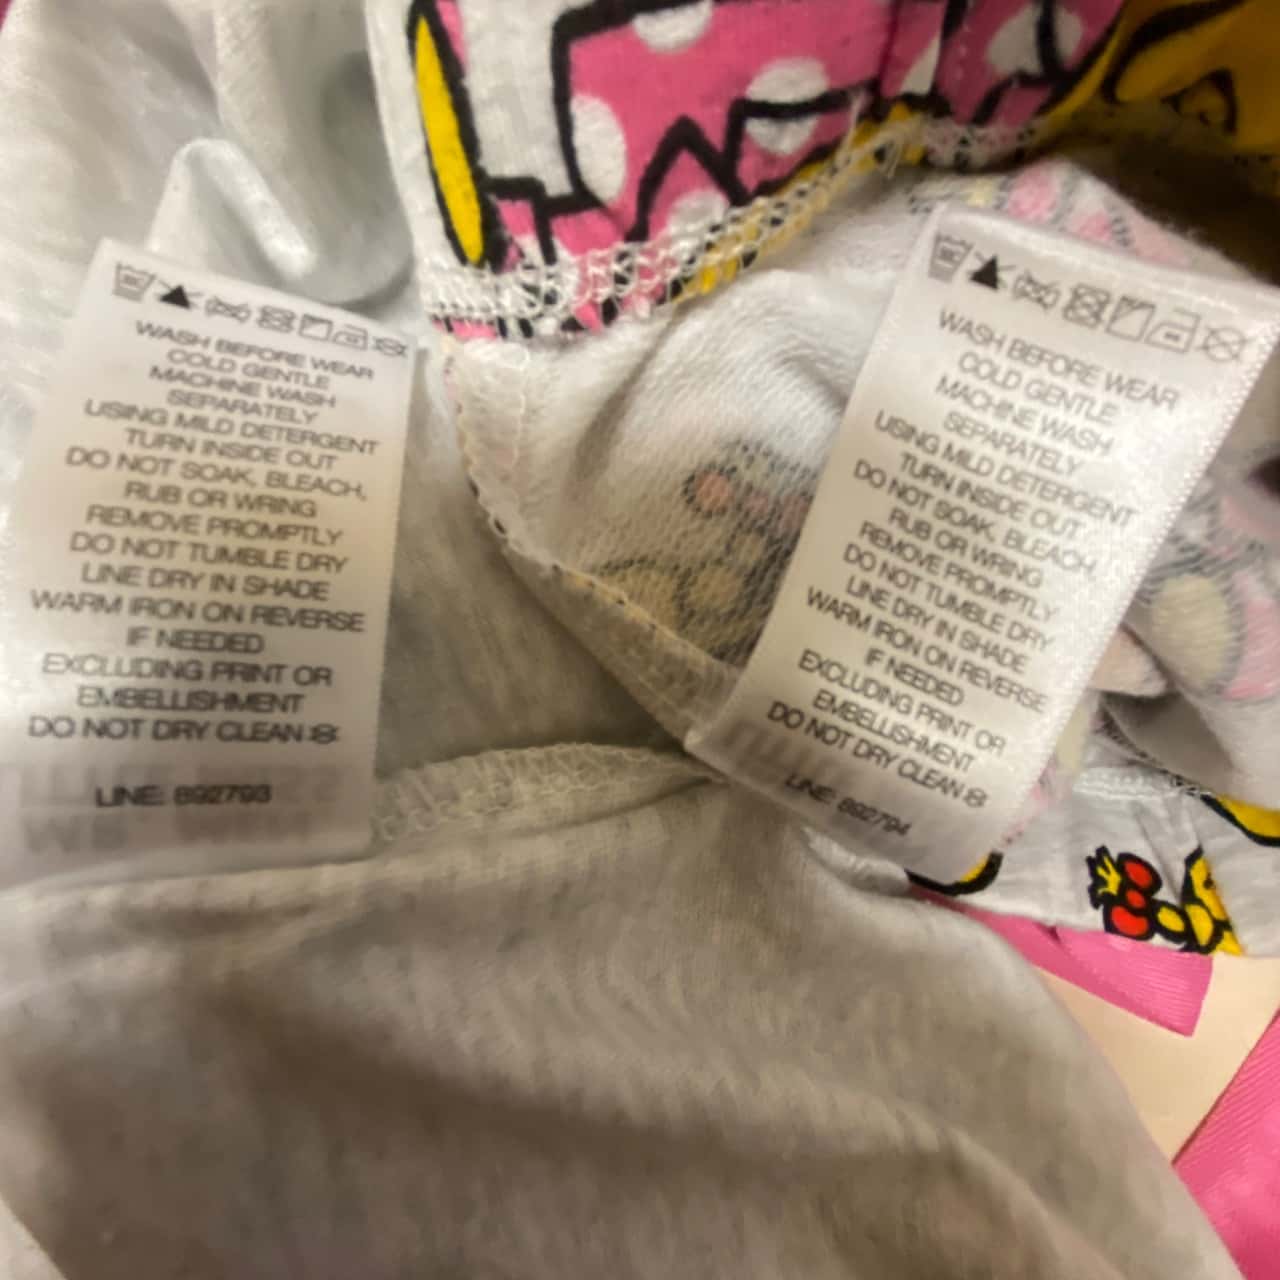 WASH BEFORE WEAR
COLD GENTLE
MACHINE WASH
SEPARATELY
USING MILD DETERGENT
TURN INSIDE OUT
DO NOT SOAK, BLEACH,
RUB OR WRING
REMOVE PROMPTLY
DO NOT TUMBLE DRY
LINE DRY IN SHADE
WARM IRON ON REVERSE
IF NEEDED
EXCLUDING PRINT OR
EMBELLISHMENT
DO NOT DRY CLEAN
LINE: 892793
WASH BEFORE WEAR
COLD GENTLE
MACHINE WASH
SEPARATELY
USING MILD DETERGENT
TURN INSIDE OUT
DO NOT SOAK, BLEACH,
RUB OR WRING
REMOVE PROMPTLY
DO NOT TUMBLE DRY
LINE DRY IN SHADE
WARM IRON ON REVERSE
IF NEEDED
EXCLUDING PRINT OR
EMBELLISHMENT
DO NOT DRY CLEAN
LINE: 892794